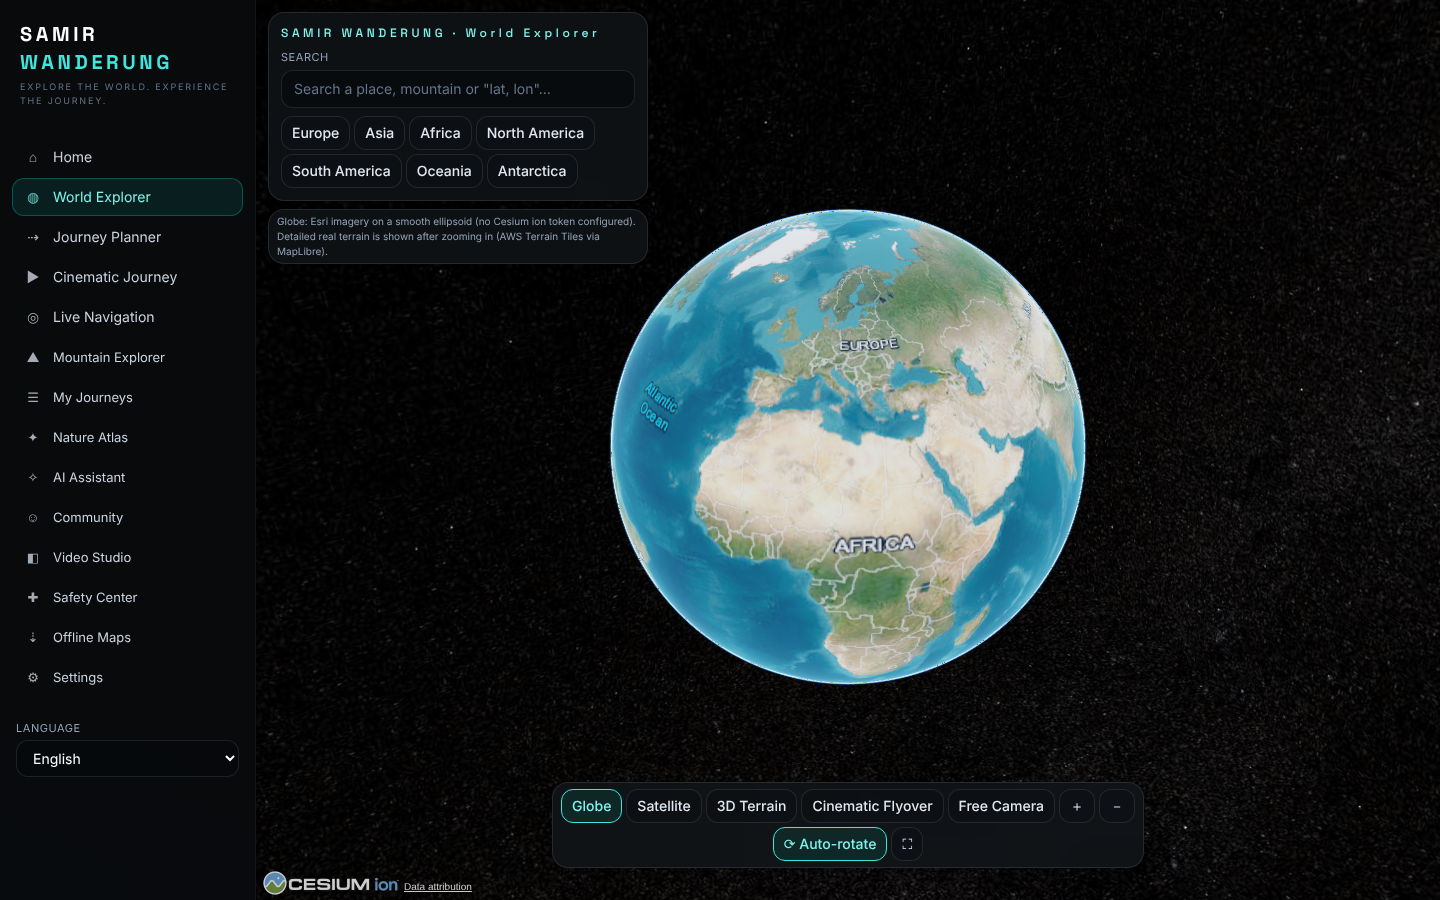 SAMIR
WANDERUNG
EXPLORE THE WORLD. EXPERIENCE
THE JOURNEY.
Home
World Explorer
Journey Planner
Cinematic Journey
Live Navigation
Mountain Explorer
My Journeys
Nature Atlas
AI Assistant
Community
Video Studio
Safety Center
Offline Maps
Settings
LANGUAGE
English
SAMIR WANDERUNG · World Explorer
SEARCH
Search a place, mountain or "lat, lon"...
Europe Asia Africa North America
South America Oceania Antarctica
Globe: Esri imagery on a smooth ellipsoid (no Cesium ion token configured).
Detailed real terrain is shown after zooming in (AWS Terrain Tiles via
MapLibre).
EUROPE
Atlantic
Ocean
AFRICA
Globe Satellite 3D Terrain Cinematic Flyover Free Camera + −
⟳ Auto-rotate
CESIUM ion Data attribution